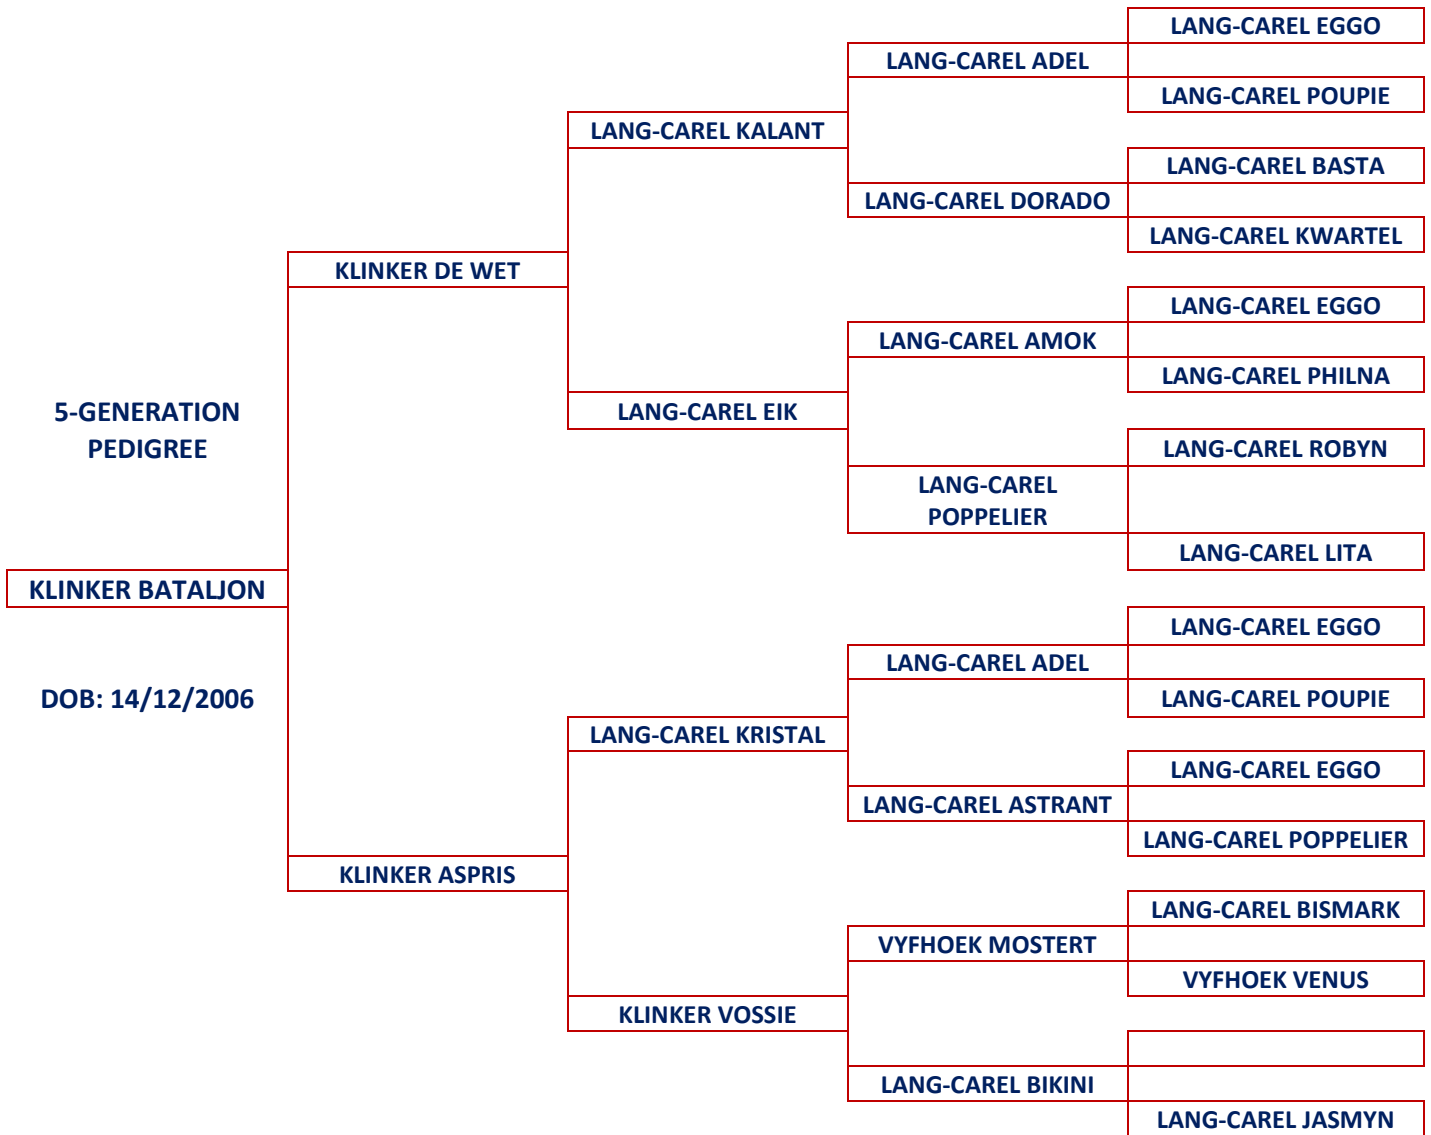 LANG-CAREL EGGO
LANG-CAREL ADEL
LANG-CAREL POUPIE
LANG-CAREL KALANT
LANG-CAREL BASTA
LANG-CAREL DORADO
LANG-CAREL KWARTEL
KLINKER DE WET
LANG-CAREL EGGO
LANG-CAREL AMOK
LANG-CAREL PHILNA
5-GENERATION
PEDIGREE
LANG-CAREL EIK
LANG-CAREL ROBYN
LANG-CAREL
POPPELIER
LANG-CAREL LITA
KLINKER BATALJON
LANG-CAREL EGGO
LANG-CAREL ADEL
DOB: 14/12/2006
LANG-CAREL POUPIE
LANG-CAREL KRISTAL
LANG-CAREL EGGO
LANG-CAREL ASTRANT
LANG-CAREL POPPELIER
KLINKER ASPRIS
LANG-CAREL BISMARK
VYFHOEK MOSTERT
VYFHOEK VENUS
KLINKER VOSSIE
LANG-CAREL BIKINI
LANG-CAREL JASMYN